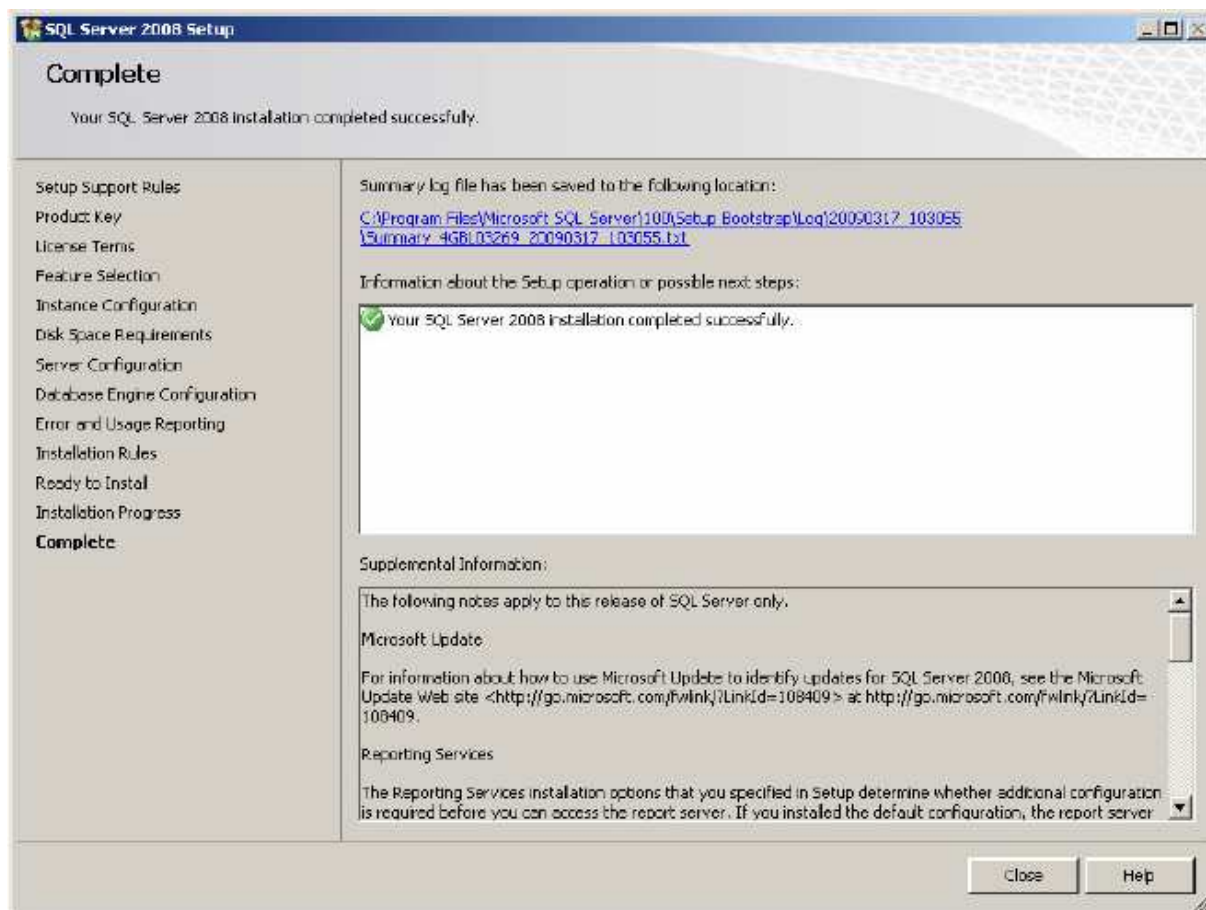 SQL Server 2008 Setup
Complete
Your SQL Server 2008 installation completed successfully.
Setup Support Rules
Product Key
License Terms
Feature Selection
Instance Configuration
Disk Space Requirements
Server Configuration
Database Engine Configuration
Error and Usage Reporting
Installation Rules
Ready to Install
Installation Progress
Complete
Summary log file has been saved to the following location:
C:\Program Files\Microsoft SQL Server\100\Setup Bootstrap\Log\20090317_103055
\Summary_4GBL03269_20090317_103055.txt
Information about the Setup operation or possible next steps:
Your SQL Server 2008 installation completed successfully.
Supplemental Information:
The following notes apply to this release of SQL Server only.
Microsoft Update
For information about how to use Microsoft Update to identify updates for SQL Server 2008, see the Microsoft
Update Web site <http://go.microsoft.com/fwlink/?LinkId=108409> at http://go.microsoft.com/fwlink/?LinkId=
108409.
Reporting Services
The Reporting Services installation options that you specified in Setup determine whether additional configuration
is required before you can access the report server. If you installed the default configuration, the report server
Close
Help